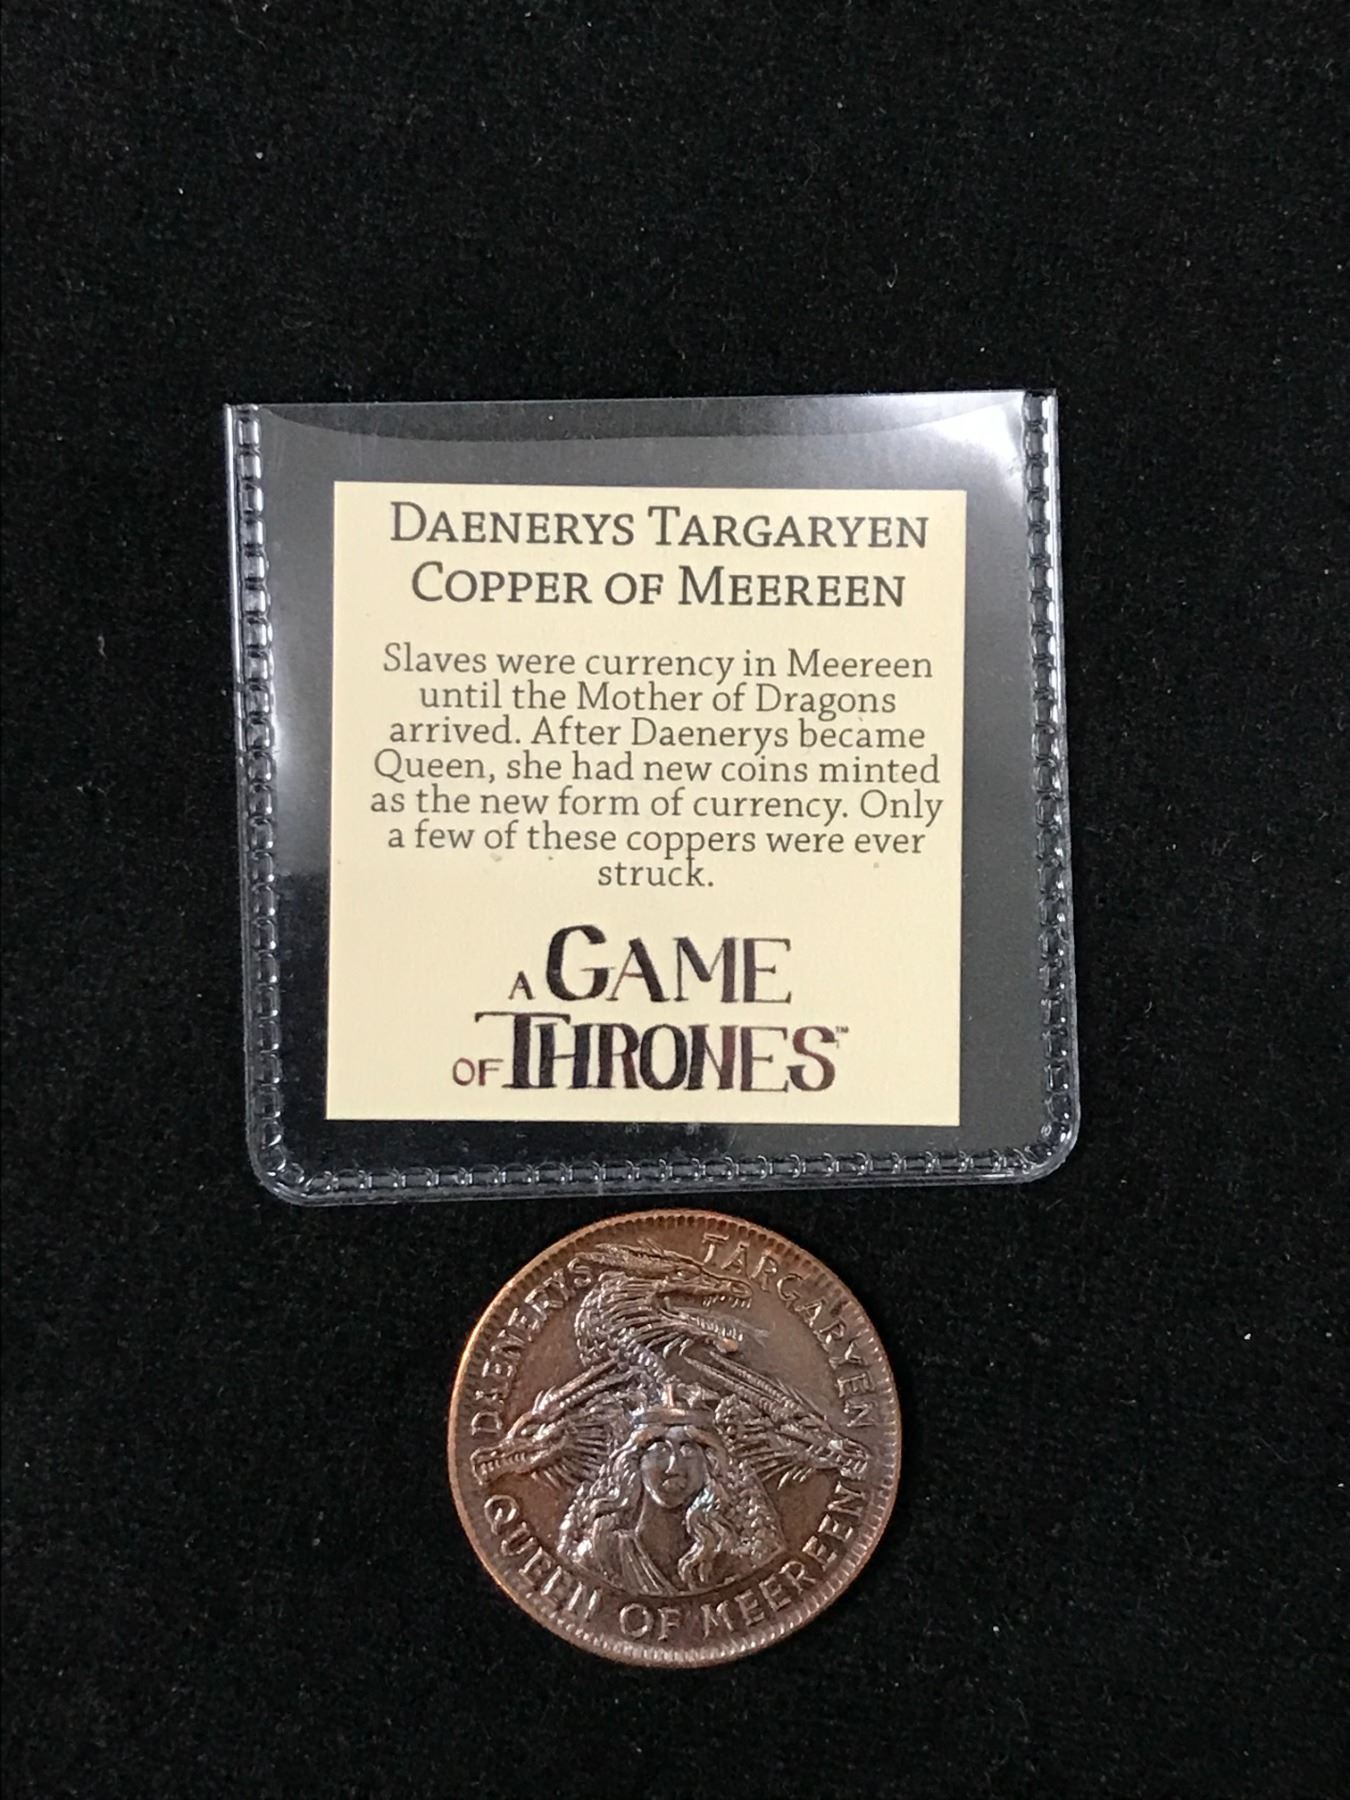 DAENERYS TARGARYEN
COPPER OF MEEREEN
Slaves were currency in Meereen
until the Mother of Dragons
arrived. After Daenerys became
Queen, she had new coins minted
as the new form of currency. Only
a few of these coppers were ever
struck.
A GAME
OF THRONES™
DAENERYS TARGARYEN
QUEEN OF MEEREEN